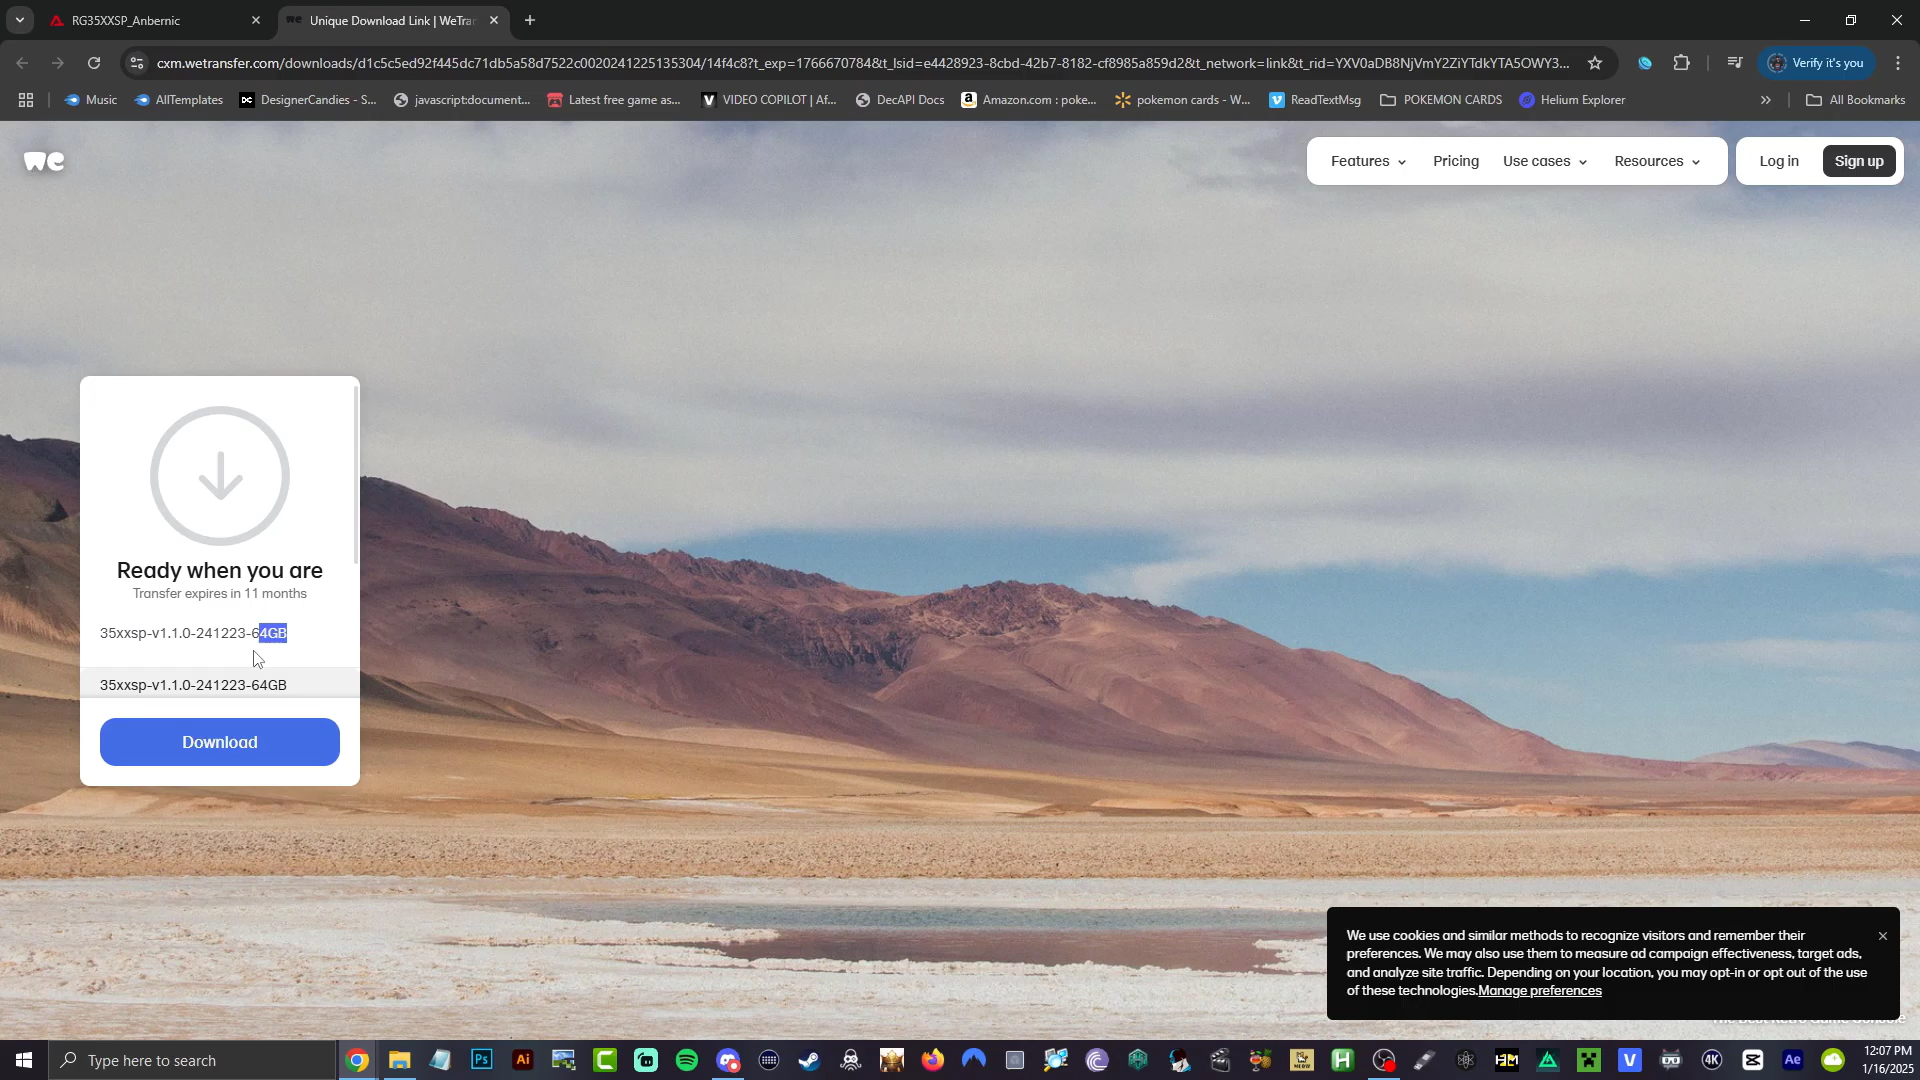 RG35XXSP_Anbernic
Unique Download Link | WeTra
cxm.wetransfer.com/downloads/d1c5c5ed92f445dc71db5a58d7522c0020241225135304/14f4c8?t_exp=1766670784&t_lsid=e4428923-8cbd-42b7-8182-cf8985a859d2&t_network=link&t_rid=YXV0aDB8NjVmY2ZiYTdkYTA5OWY3...
Verify it's you
Music
AllTemplates
DesignerCandies - S...
javascript:document...
Latest free game as...
VIDEO COPILOT | Af...
DecAPI Docs
Amazon.com : poke...
pokemon cards - W...
ReadTextMsg
POKEMON CARDS
Helium Explorer
All Bookmarks
we
Features
Pricing
Use cases
Resources
Log in
Sign up
Ready when you are
Transfer expires in 11 months
35xxsp-v1.1.0-241223-64GB
35xxsp-v1.1.0-241223-64GB
Download
We use cookies and similar methods to recognize visitors and remember their
preferences. We may also use them to measure ad campaign effectiveness, target ads,
and analyze site traffic. Depending on your location, you may opt-in or opt out of the use
of these technologies.Manage preferences
Type here to search
12:07 PM
1/16/2025